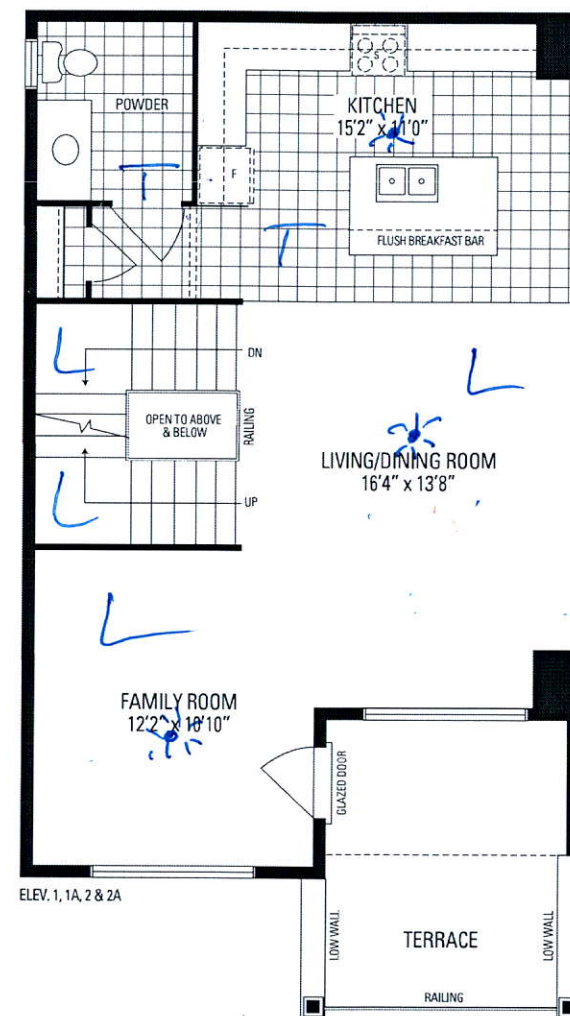 POWDER
S
KITCHEN
15'2" x 11'0"
F
T
T
FLUSH BREAKFAST BAR
L
DN
L
OPEN TO ABOVE
& BELOW
RAILING
LIVING/DINING ROOM
16'4" x 13'8"
L
UP
L
FAMILY ROOM
12'2" x 10'10"
GLAZED DOOR
ELEV. 1, 1A, 2 & 2A
LOW WALL
TERRACE
LOW WALL
RAILING